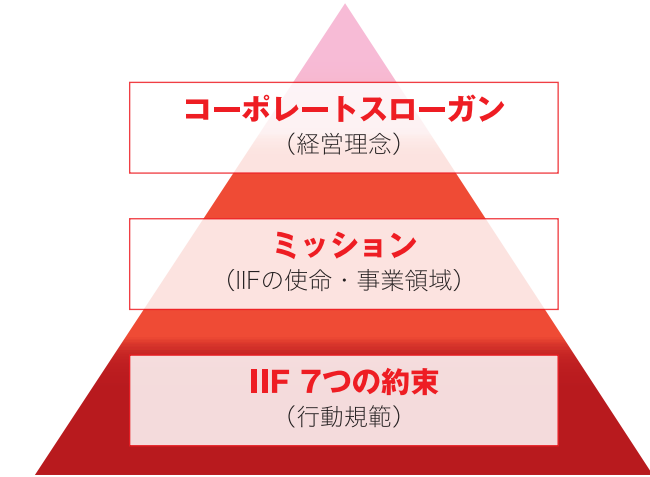 コーポレートスローガン
（経営理念）
ミッション
（IIFの使命・事業領域）
IIF 7つの約束
（行動規範）